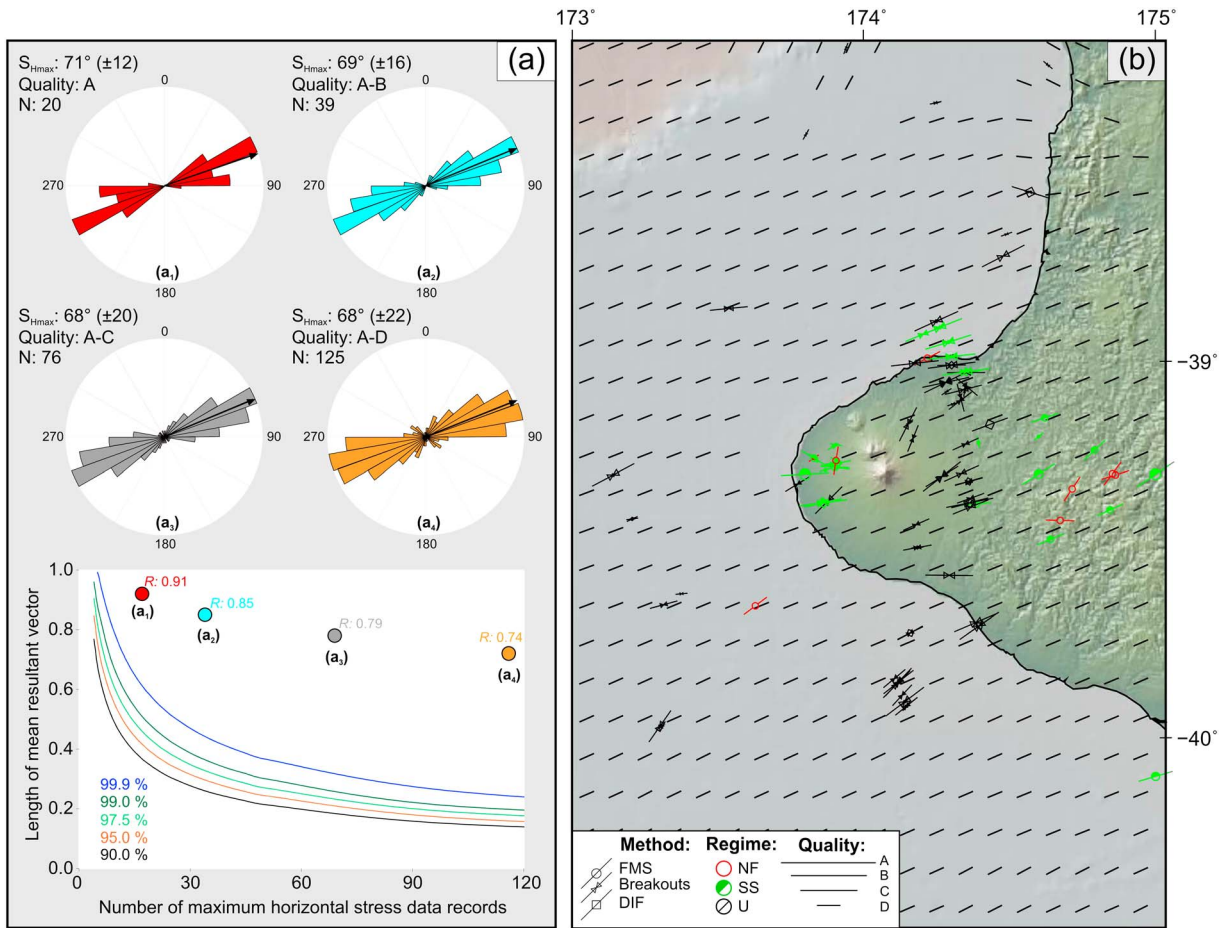 173°
174°
175°
(a)
(b)
SHmax: 71° (±12)
Quality: A
N: 20
0
270
90
(a1)
180
SHmax: 69° (±16)
Quality: A-B
N: 39
0
270
90
(a2)
180
SHmax: 68° (±20)
Quality: A-C
N: 76
0
270
90
(a3)
180
SHmax: 68° (±22)
Quality: A-D
N: 125
0
270
90
(a4)
180
Length of mean resultant vector
1.0
0.8
0.6
0.4
0.2
0.0
R: 0.91
(a1)
R: 0.85
(a2)
R: 0.79
(a3)
R: 0.74
(a4)
99.9 %
99.0 %
97.5 %
95.0 %
90.0 %
0
30
60
90
120
Number of maximum horizontal stress data records
−39°
−40°
Method:
FMS
Breakouts
DIF
Regime:
NF
SS
U
Quality:
A
B
C
D